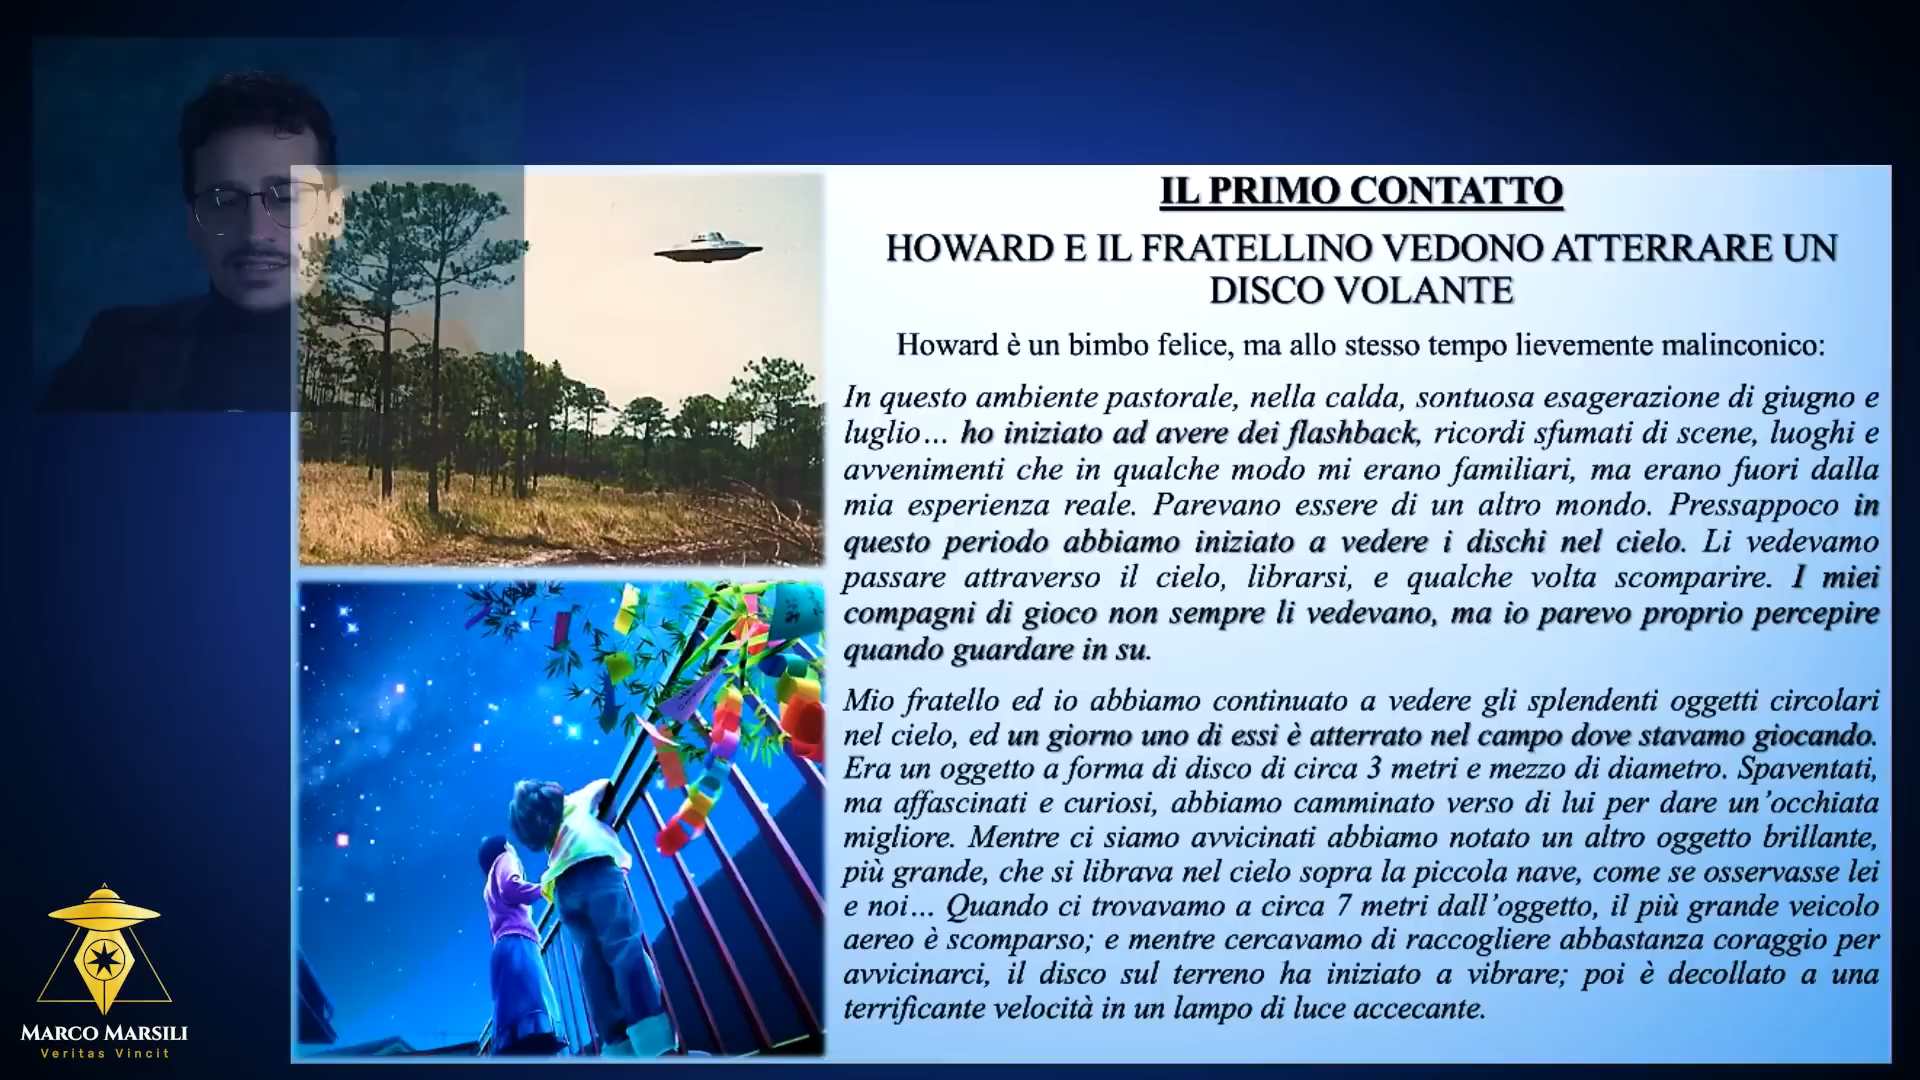 IL PRIMO CONTATTO
HOWARD E IL FRATELLINO VEDONO ATTERRARE UN
DISCO VOLANTE
Howard è un bimbo felice, ma allo stesso tempo lievemente malinconico:
In questo ambiente pastorale, nella calda, sontuosa esagerazione di giugno e
luglio… ho iniziato ad avere dei flashback, ricordi sfumati di scene, luoghi e
avvenimenti che in qualche modo mi erano familiari, ma erano fuori dalla
mia esperienza reale. Parevano essere di un altro mondo. Pressappoco in
questo periodo abbiamo iniziato a vedere i dischi nel cielo. Li vedevamo
passare attraverso il cielo, librarsi, e qualche volta scomparire. I miei
compagni di gioco non sempre li vedevano, ma io parevo proprio percepire
quando guardare in su.
Mio fratello ed io abbiamo continuato a vedere gli splendenti oggetti circolari
nel cielo, ed un giorno uno di essi è atterrato nel campo dove stavamo giocando.
Era un oggetto a forma di disco di circa 3 metri e mezzo di diametro. Spaventati,
ma affascinati e curiosi, abbiamo camminato verso di lui per dare un'occhiata
migliore. Mentre ci siamo avvicinati abbiamo notato un altro oggetto brillante,
più grande, che si librava nel cielo sopra la piccola nave, come se osservasse lei
e noi… Quando ci trovavamo a circa 7 metri dall'oggetto, il più grande veicolo
aereo è scomparso; e mentre cercavamo di raccogliere abbastanza coraggio per
avvicinarci, il disco sul terreno ha iniziato a vibrare; poi è decollato a una
terrificante velocità in un lampo di luce accecante.
MARCO MARSILI
Veritas Vincit